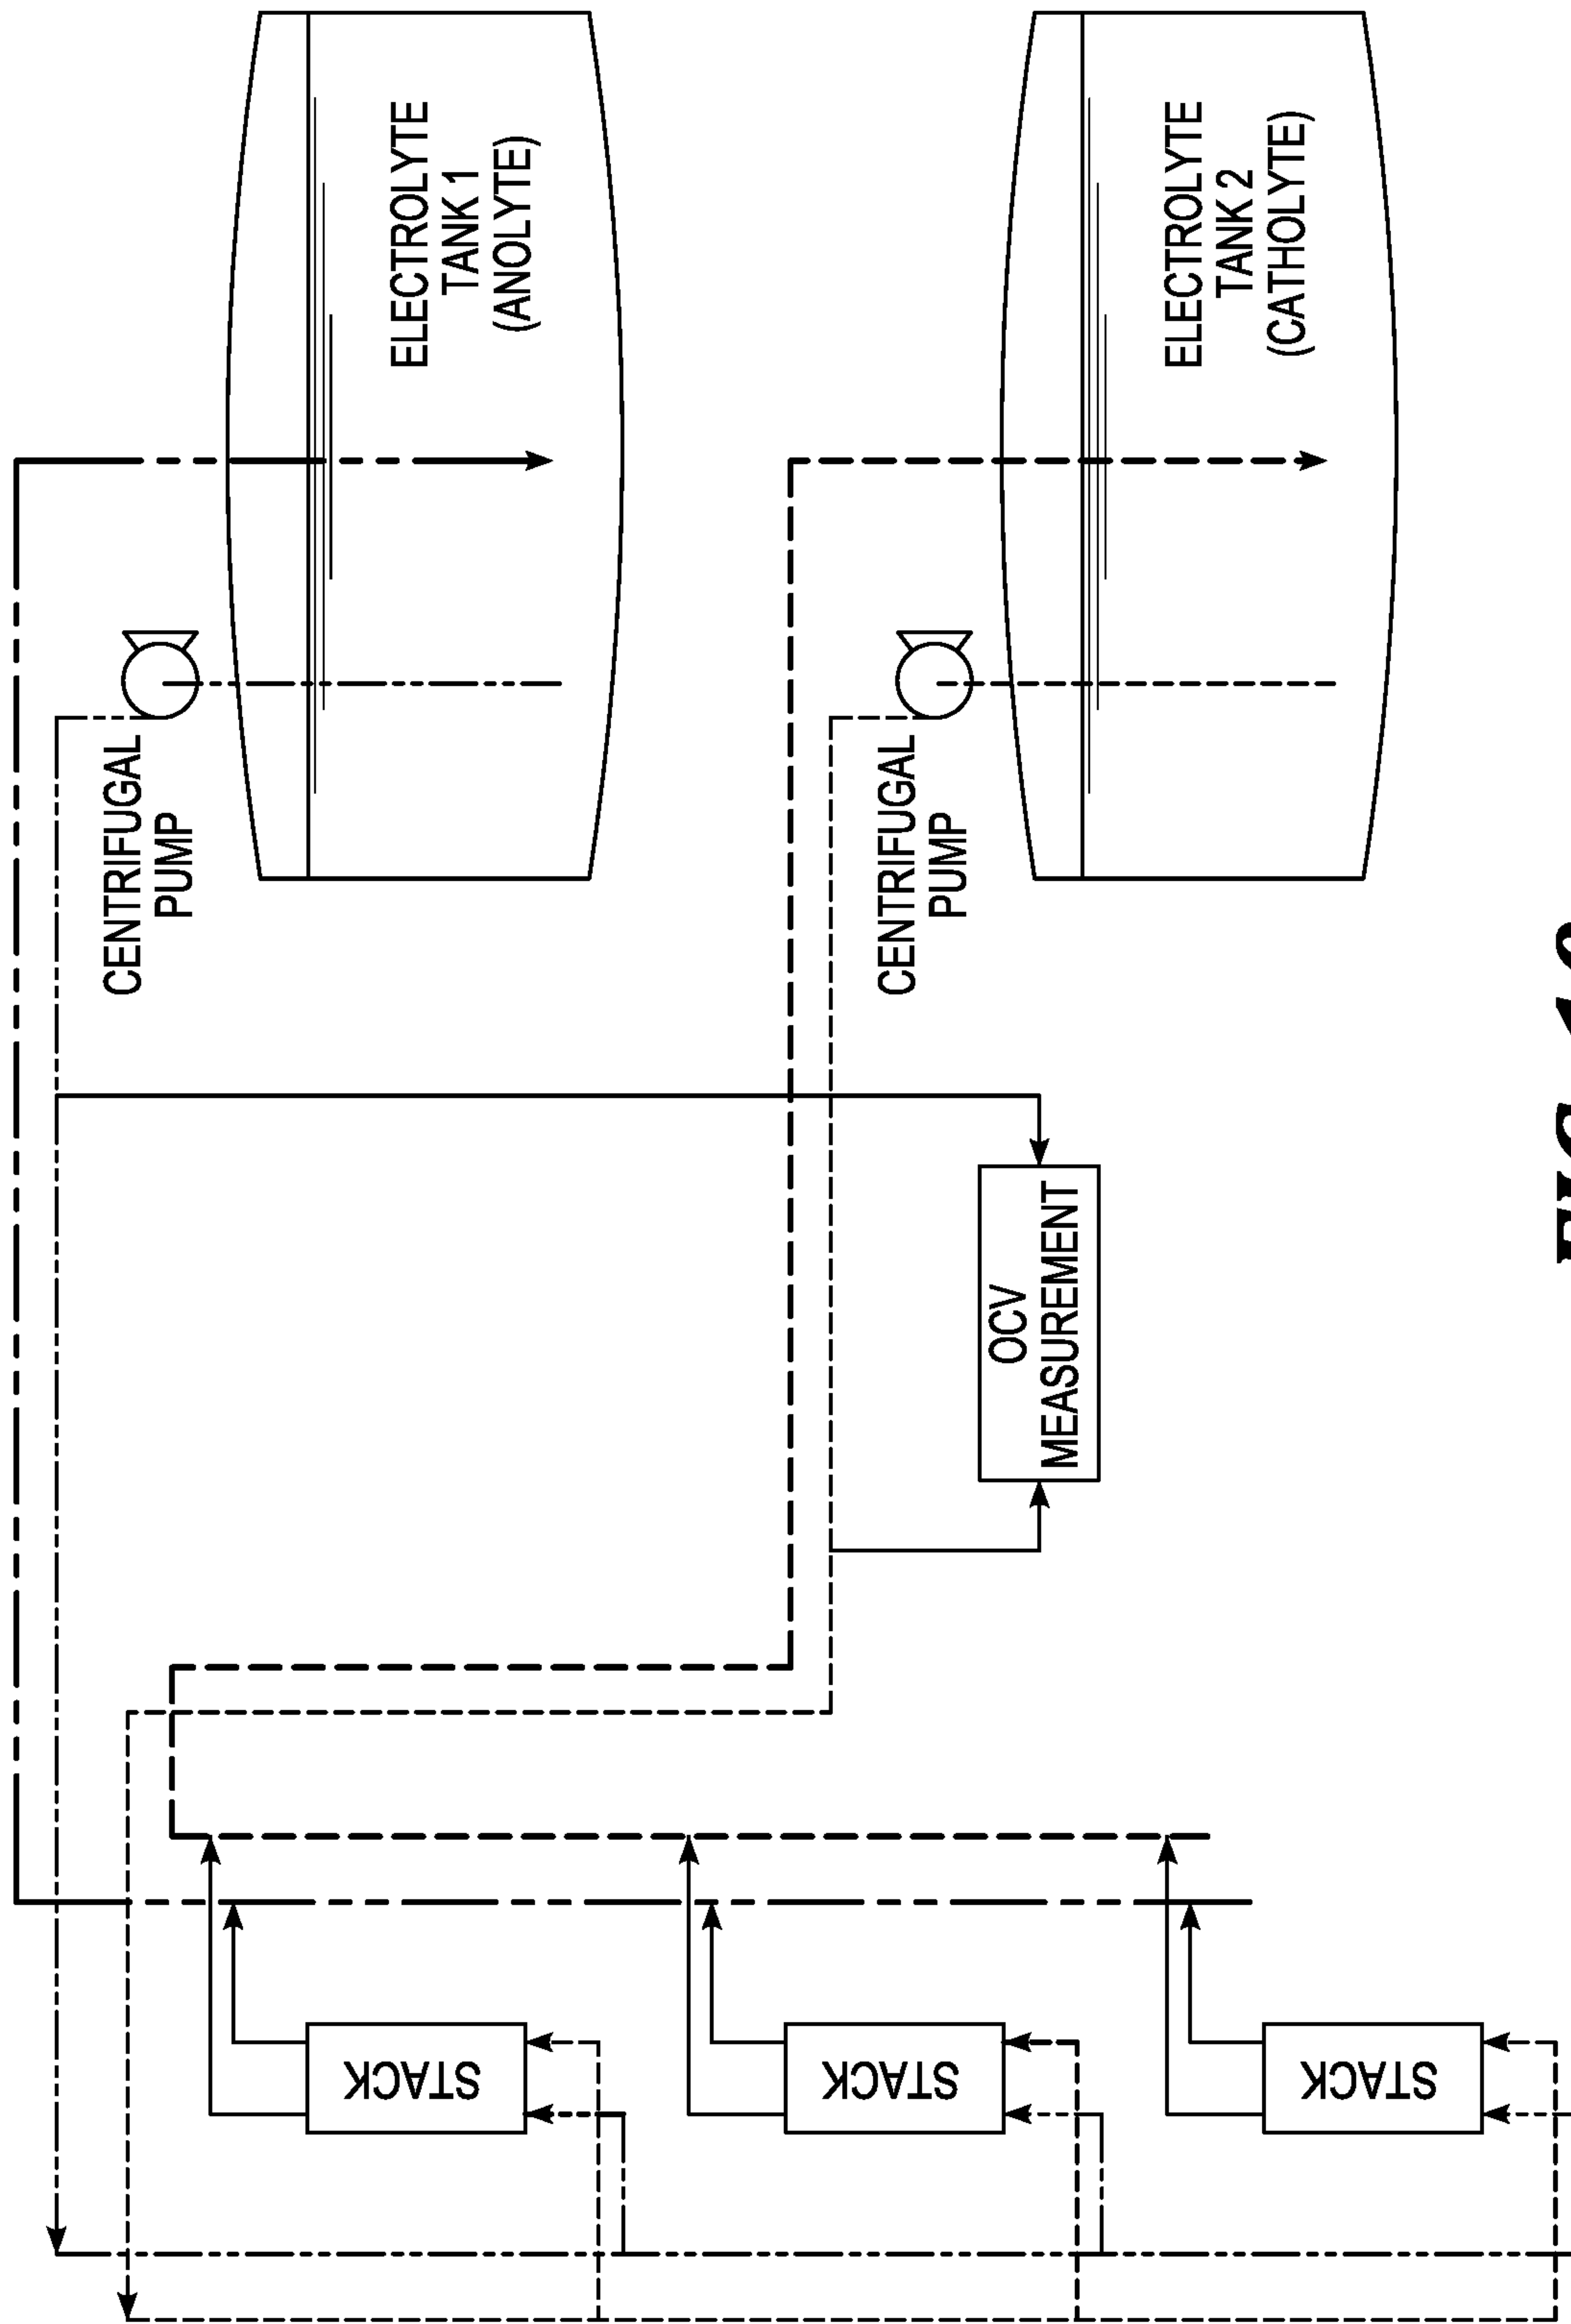 CENTRIFUGAL
PUMP
ELECTROLYTE
TANK 1
(ANOLYTE)
STACK
STACK
STACK
CENTRIFUGAL
PUMP
OCV
MEASUREMENT
ELECTROLYTE
TANK 2
(CATHOLYTE)